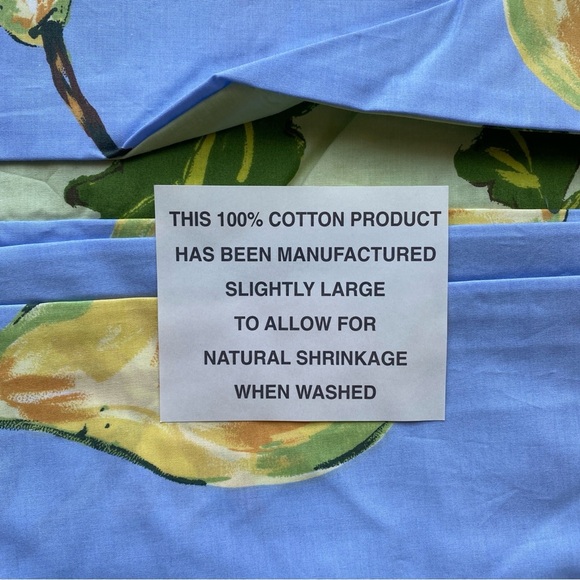 THIS 100% COTTON PRODUCT
HAS BEEN MANUFACTURED
SLIGHTLY LARGE
TO ALLOW FOR
NATURAL SHRINKAGE
WHEN WASHED